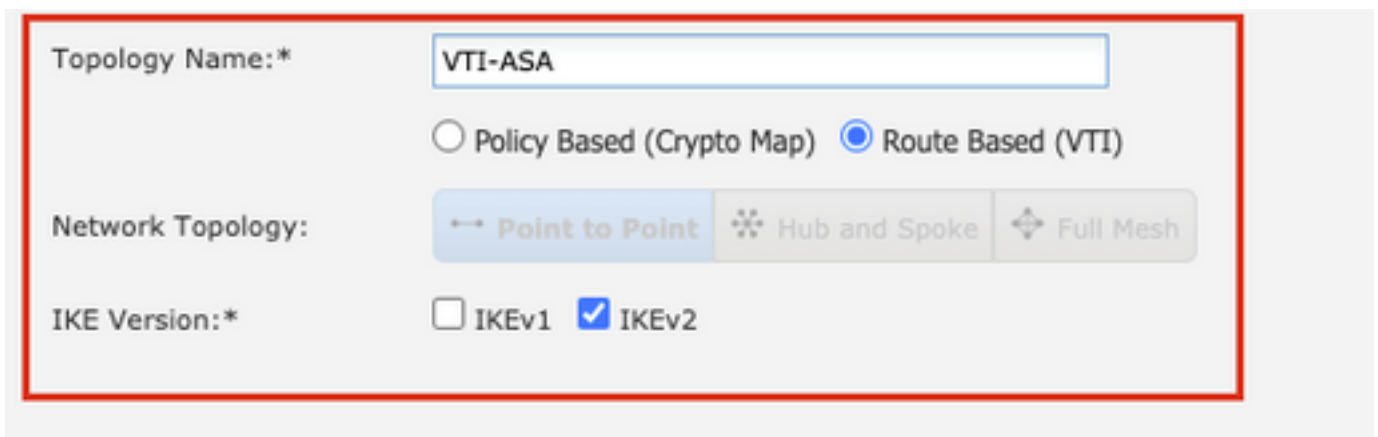 Topology Name:* VTI-ASA
Policy Based (Crypto Map) Route Based (VTI)
Network Topology: Point to Point Hub and Spoke Full Mesh
IKE Version:* IKEv1 IKEv2